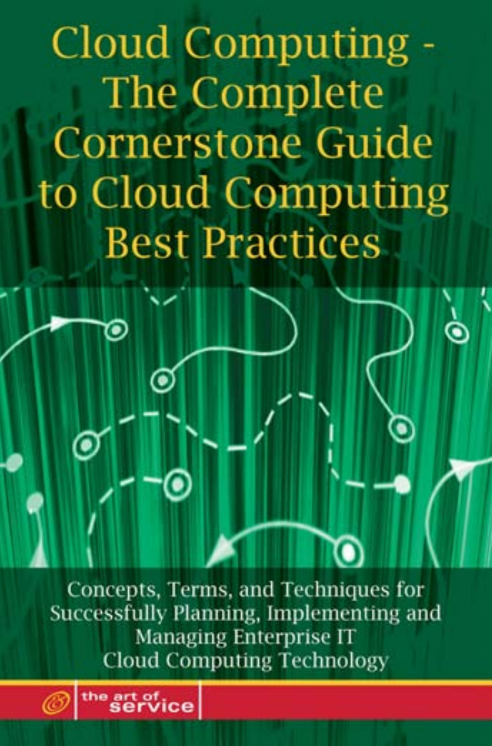 Cloud Computing -
The Complete
Cornerstone Guide
to Cloud Computing
Best Practices
Concepts, Terms, and Techniques for
Successfully Planning, Implementing and
Managing Enterprise IT
Cloud Computing Technology
the art of
service